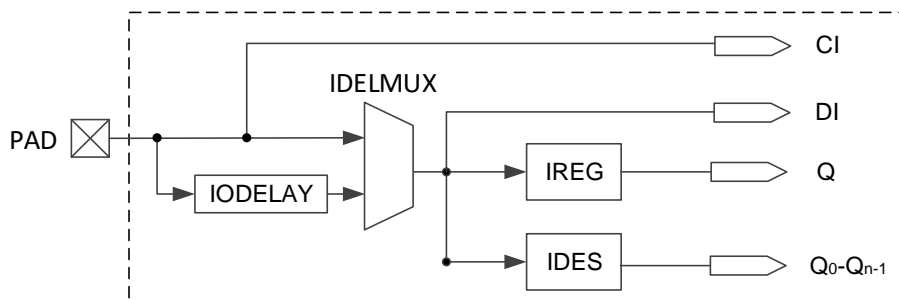 CI
IDELMUX
DI
PAD
IODELAY
IREG
Q
IDES
Q0-Qn-1